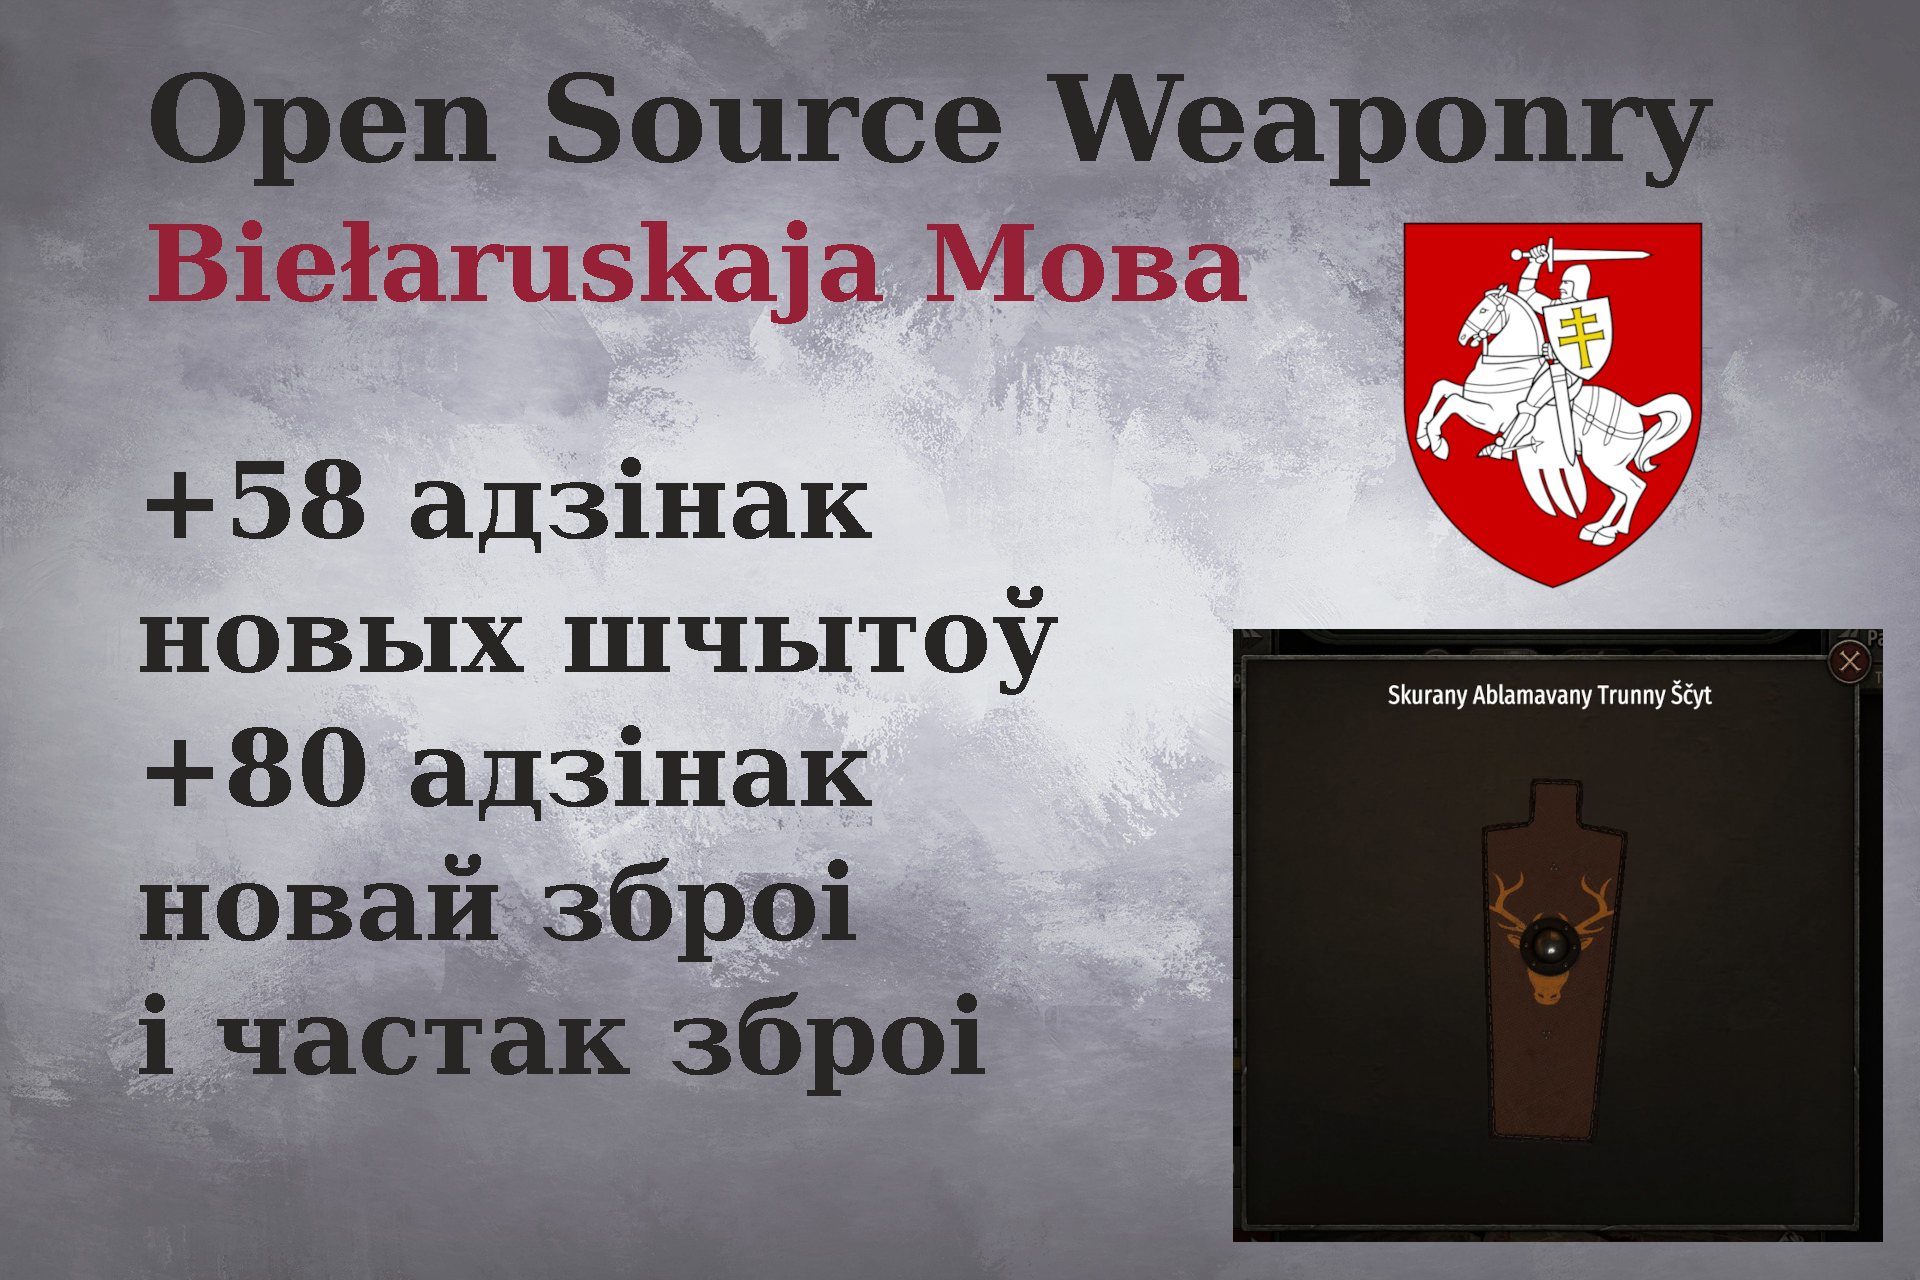 Open Source Weaponry
Biełaruskaja Мова
+58 адзінак
новых шчытоў
+80 адзінак
новай зброі
і частак зброі
Skurany Ablamavany Trunny Ščyt